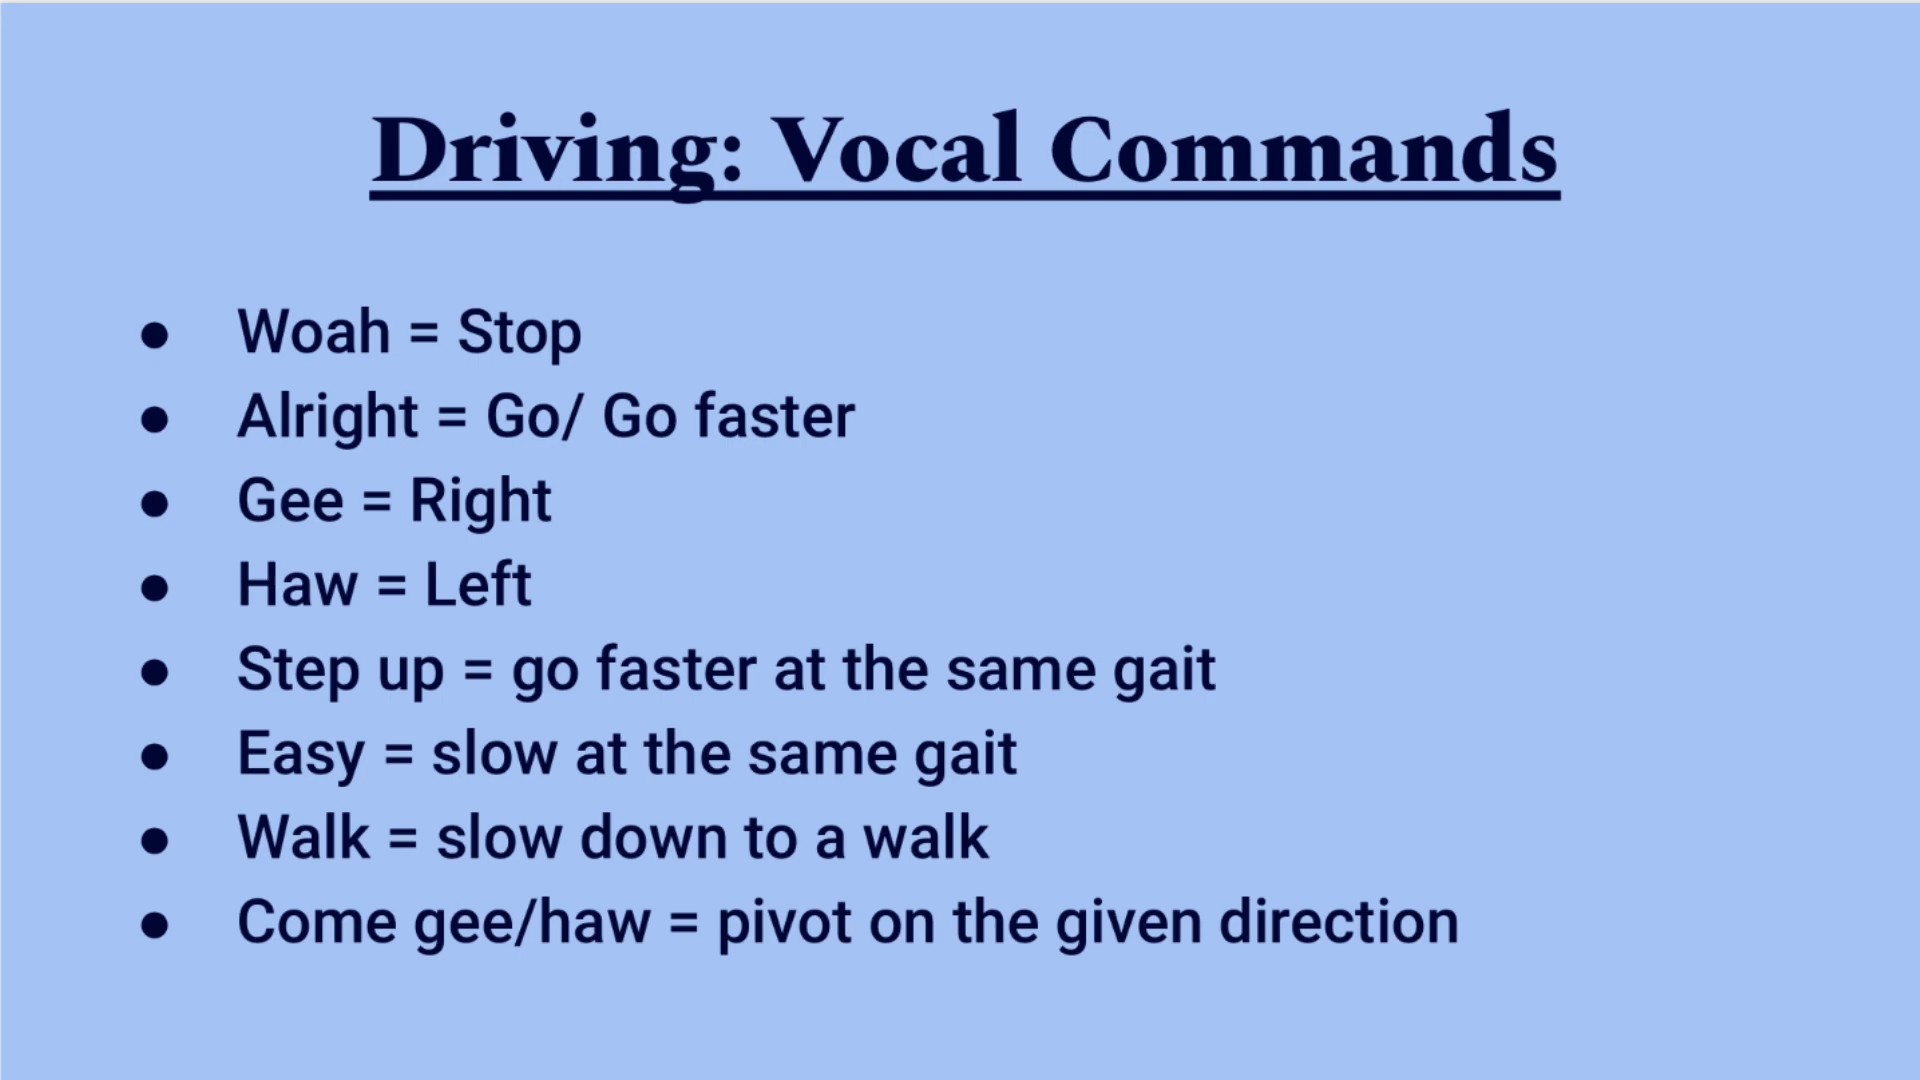 Driving: Vocal Commands
● Woah = Stop
● Alright = Go/ Go faster
● Gee = Right
● Haw = Left
● Step up = go faster at the same gait
● Easy = slow at the same gait
● Walk = slow down to a walk
● Come gee/haw = pivot on the given direction